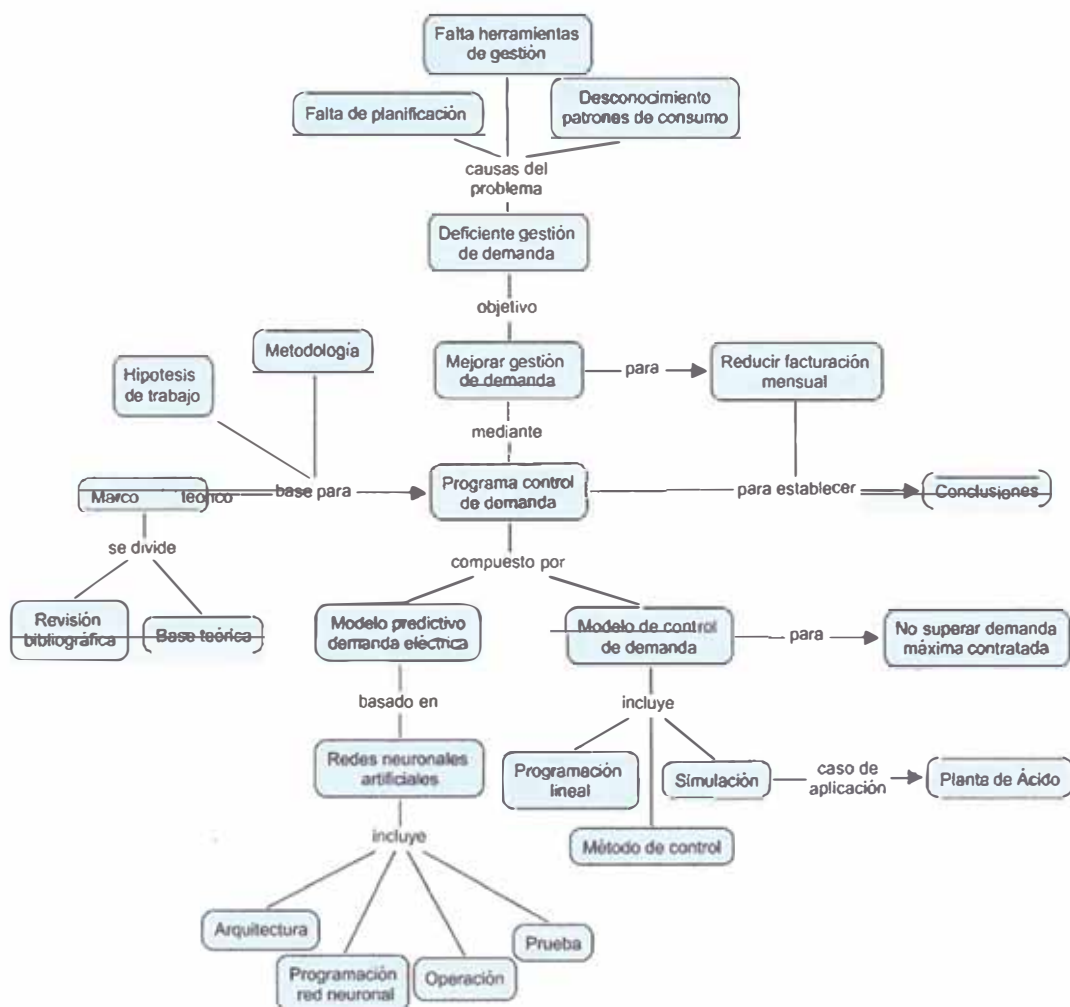 Falta herramientas
de gestión
Falta de planificación
Desconocimiento
patrones de consumo
causas del
problema
Deficiente gestión
de demanda
objetivo
Metodología
Hipotesis
de trabajo
Mejorar gestión
de demanda
para
Reducir facturación
mensual
mediante
Marco teórico
base para
Programa control
de demanda
para establecer
Conclusiones
se divide
compuesto por
Revisión
bibliográfica
Base teórica
Modelo predictivo
demanda eléctrica
Modelo de control
de demanda
para
No superar demanda
máxima contratada
basado en
incluye
Redes neuronales
artificiales
Programación
lineal
Simulación
caso de
aplicación
Planta de Ácido
incluye
Método de control
Arquitectura
Programación
red neuronal
Operación
Prueba